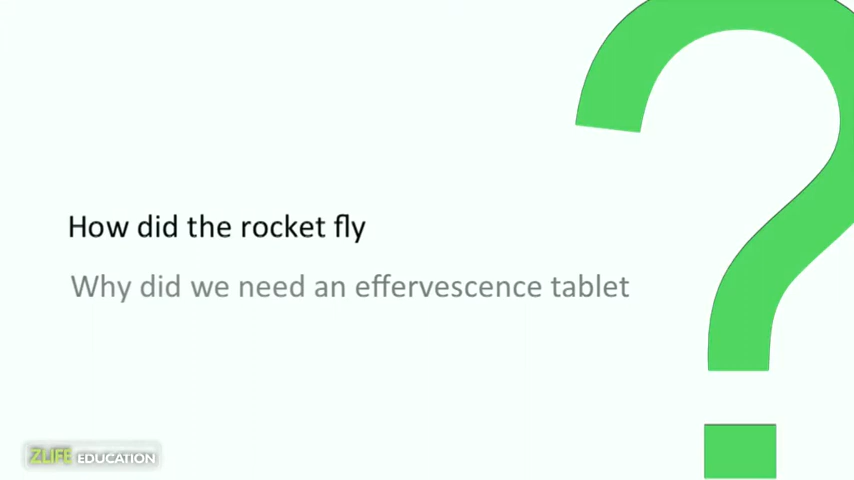 How did the rocket fly
Why did we need an effervescence tablet
?
ZLIFE EDUCATION